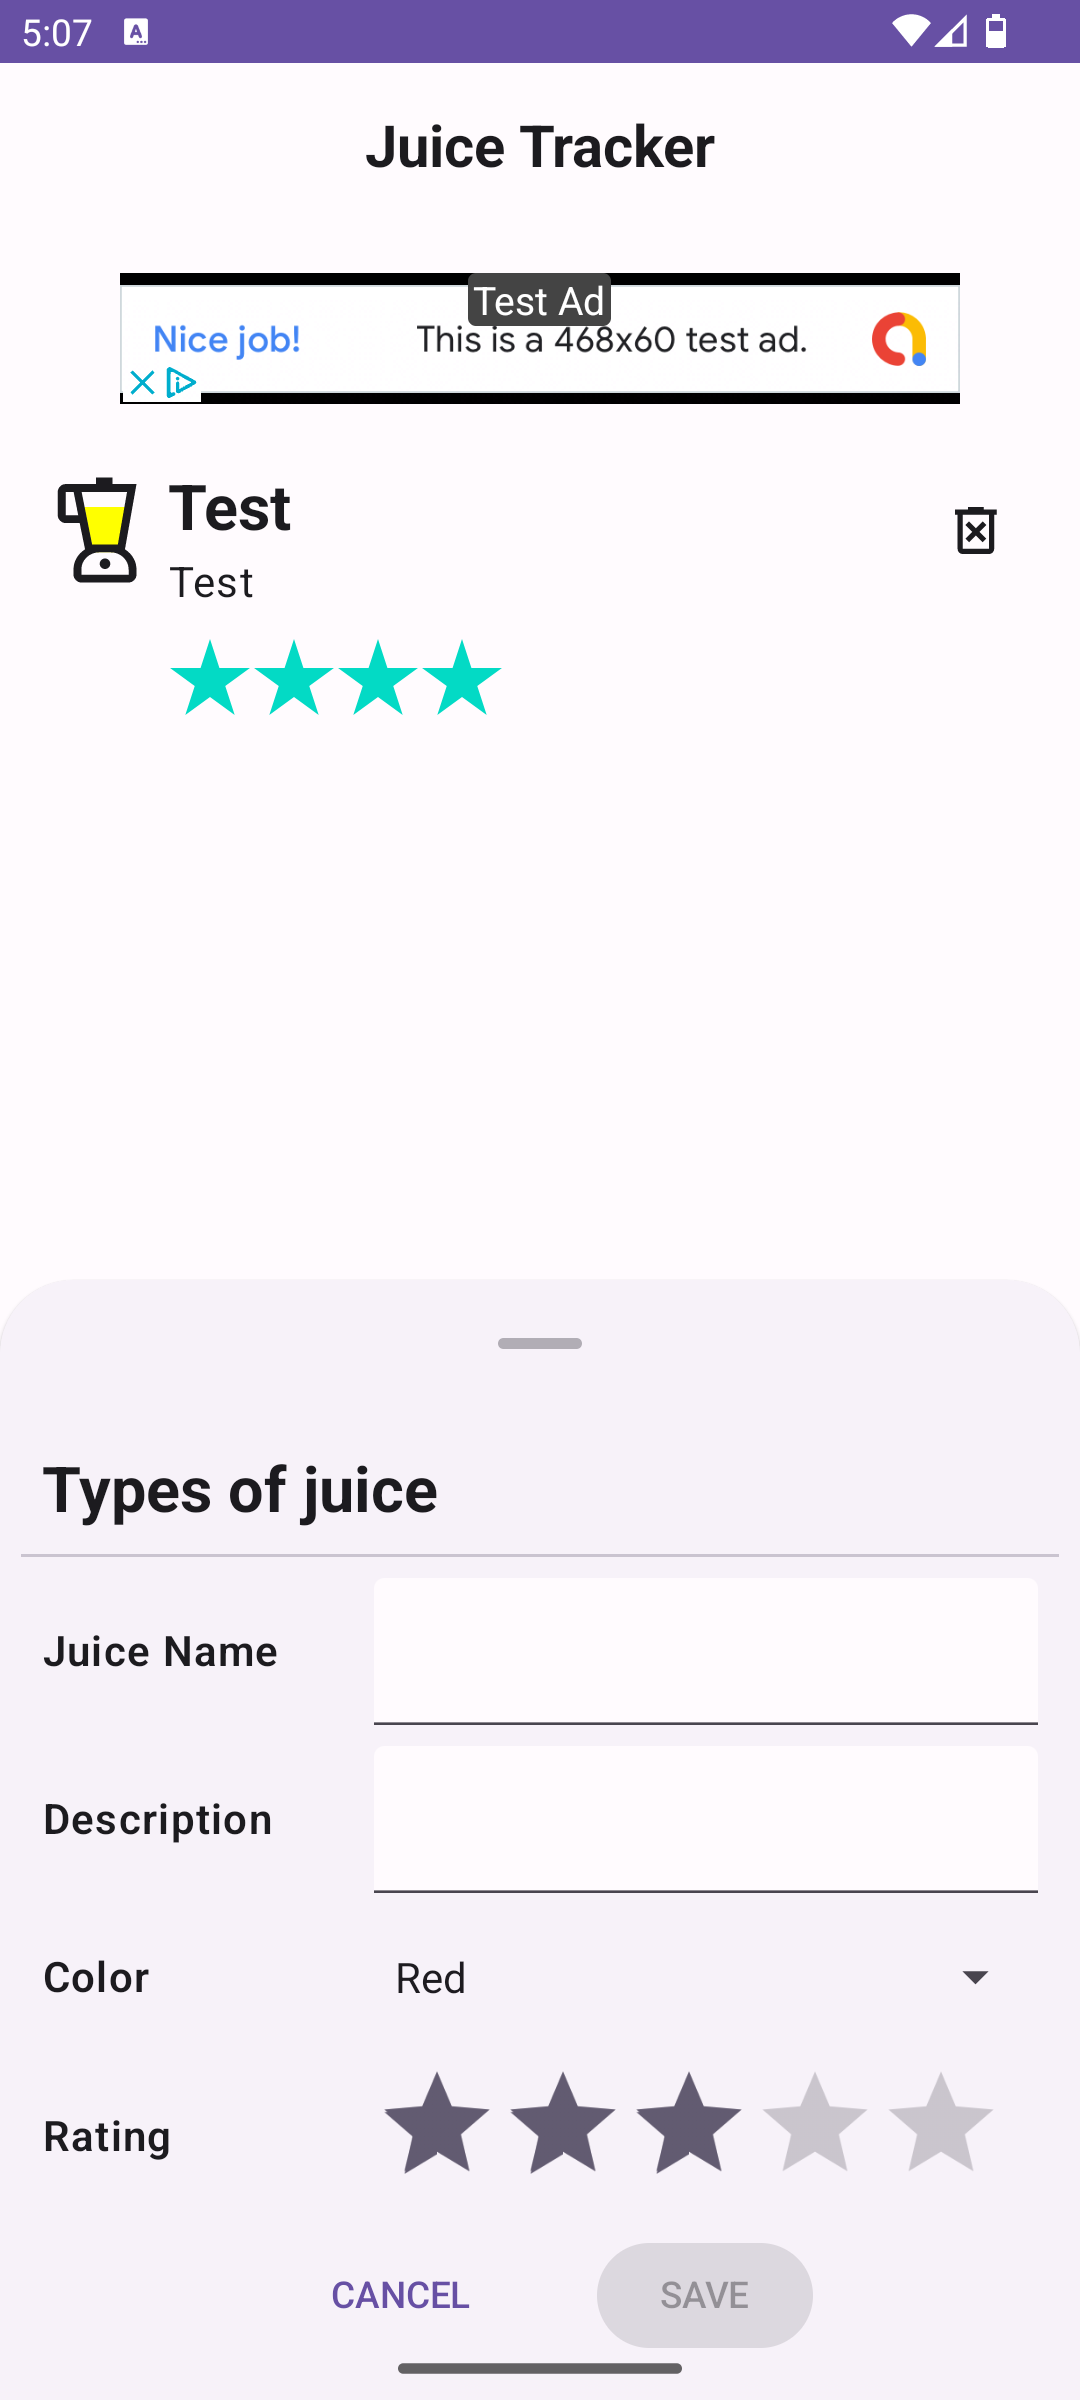 5:07
Juice Tracker
Test Ad
Nice job!
This is a 468x60 test ad.
Test
Test
Types of juice
Juice Name
Description
Color
Red
Rating
CANCEL
SAVE